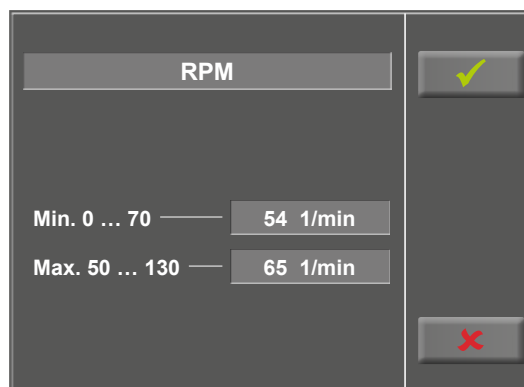 RPM
Min. 0 … 70 54 1/min
Max. 50 … 130 65 1/min